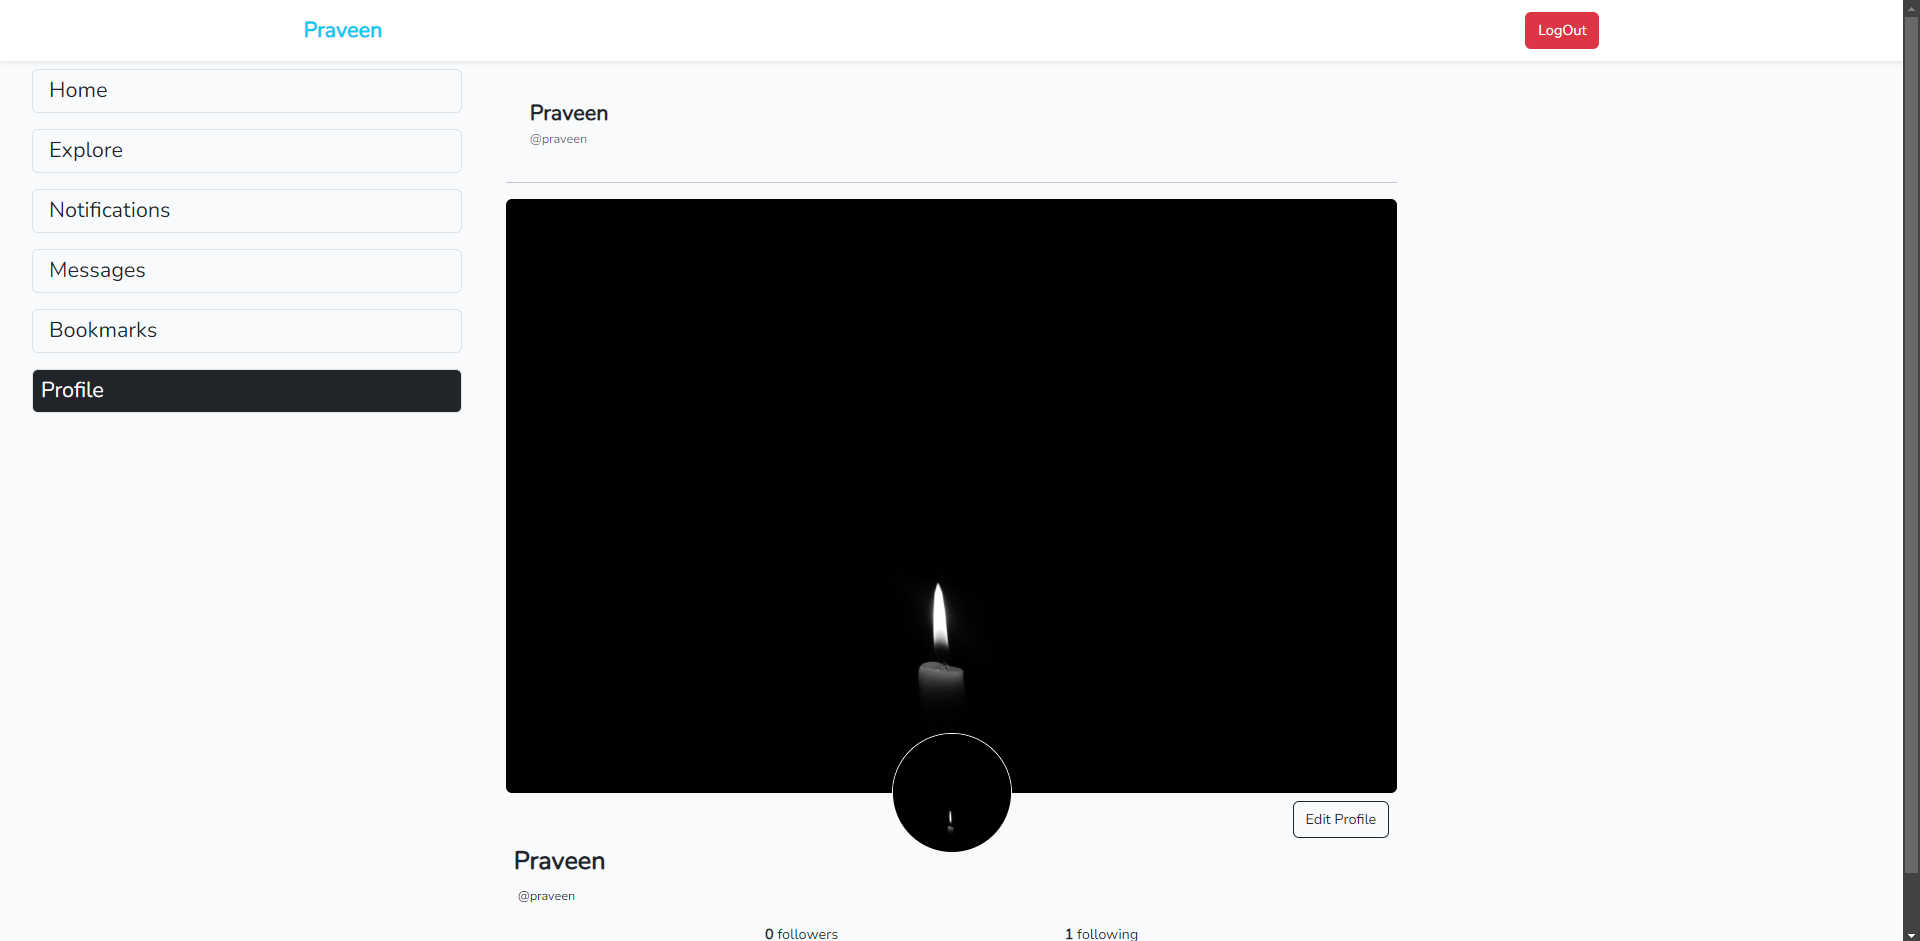 Praveen
LogOut
Home
Explore
Notifications
Messages
Bookmarks
Profile
Praveen
@praveen
Edit Profile
Praveen
@praveen
0 followers
1 following